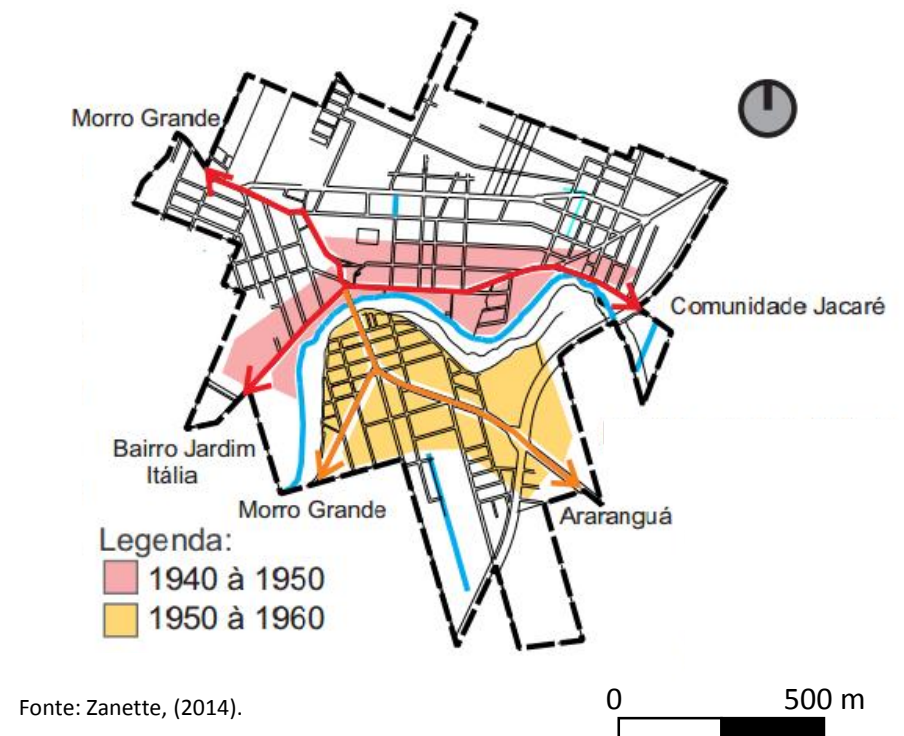 Morro Grande
Comunidade Jacaré
Bairro Jardim
Itália
Morro Grande
Araranguá
Legenda:
1940 à 1950
1950 à 1960
Fonte: Zanette, (2014).
0 500 m